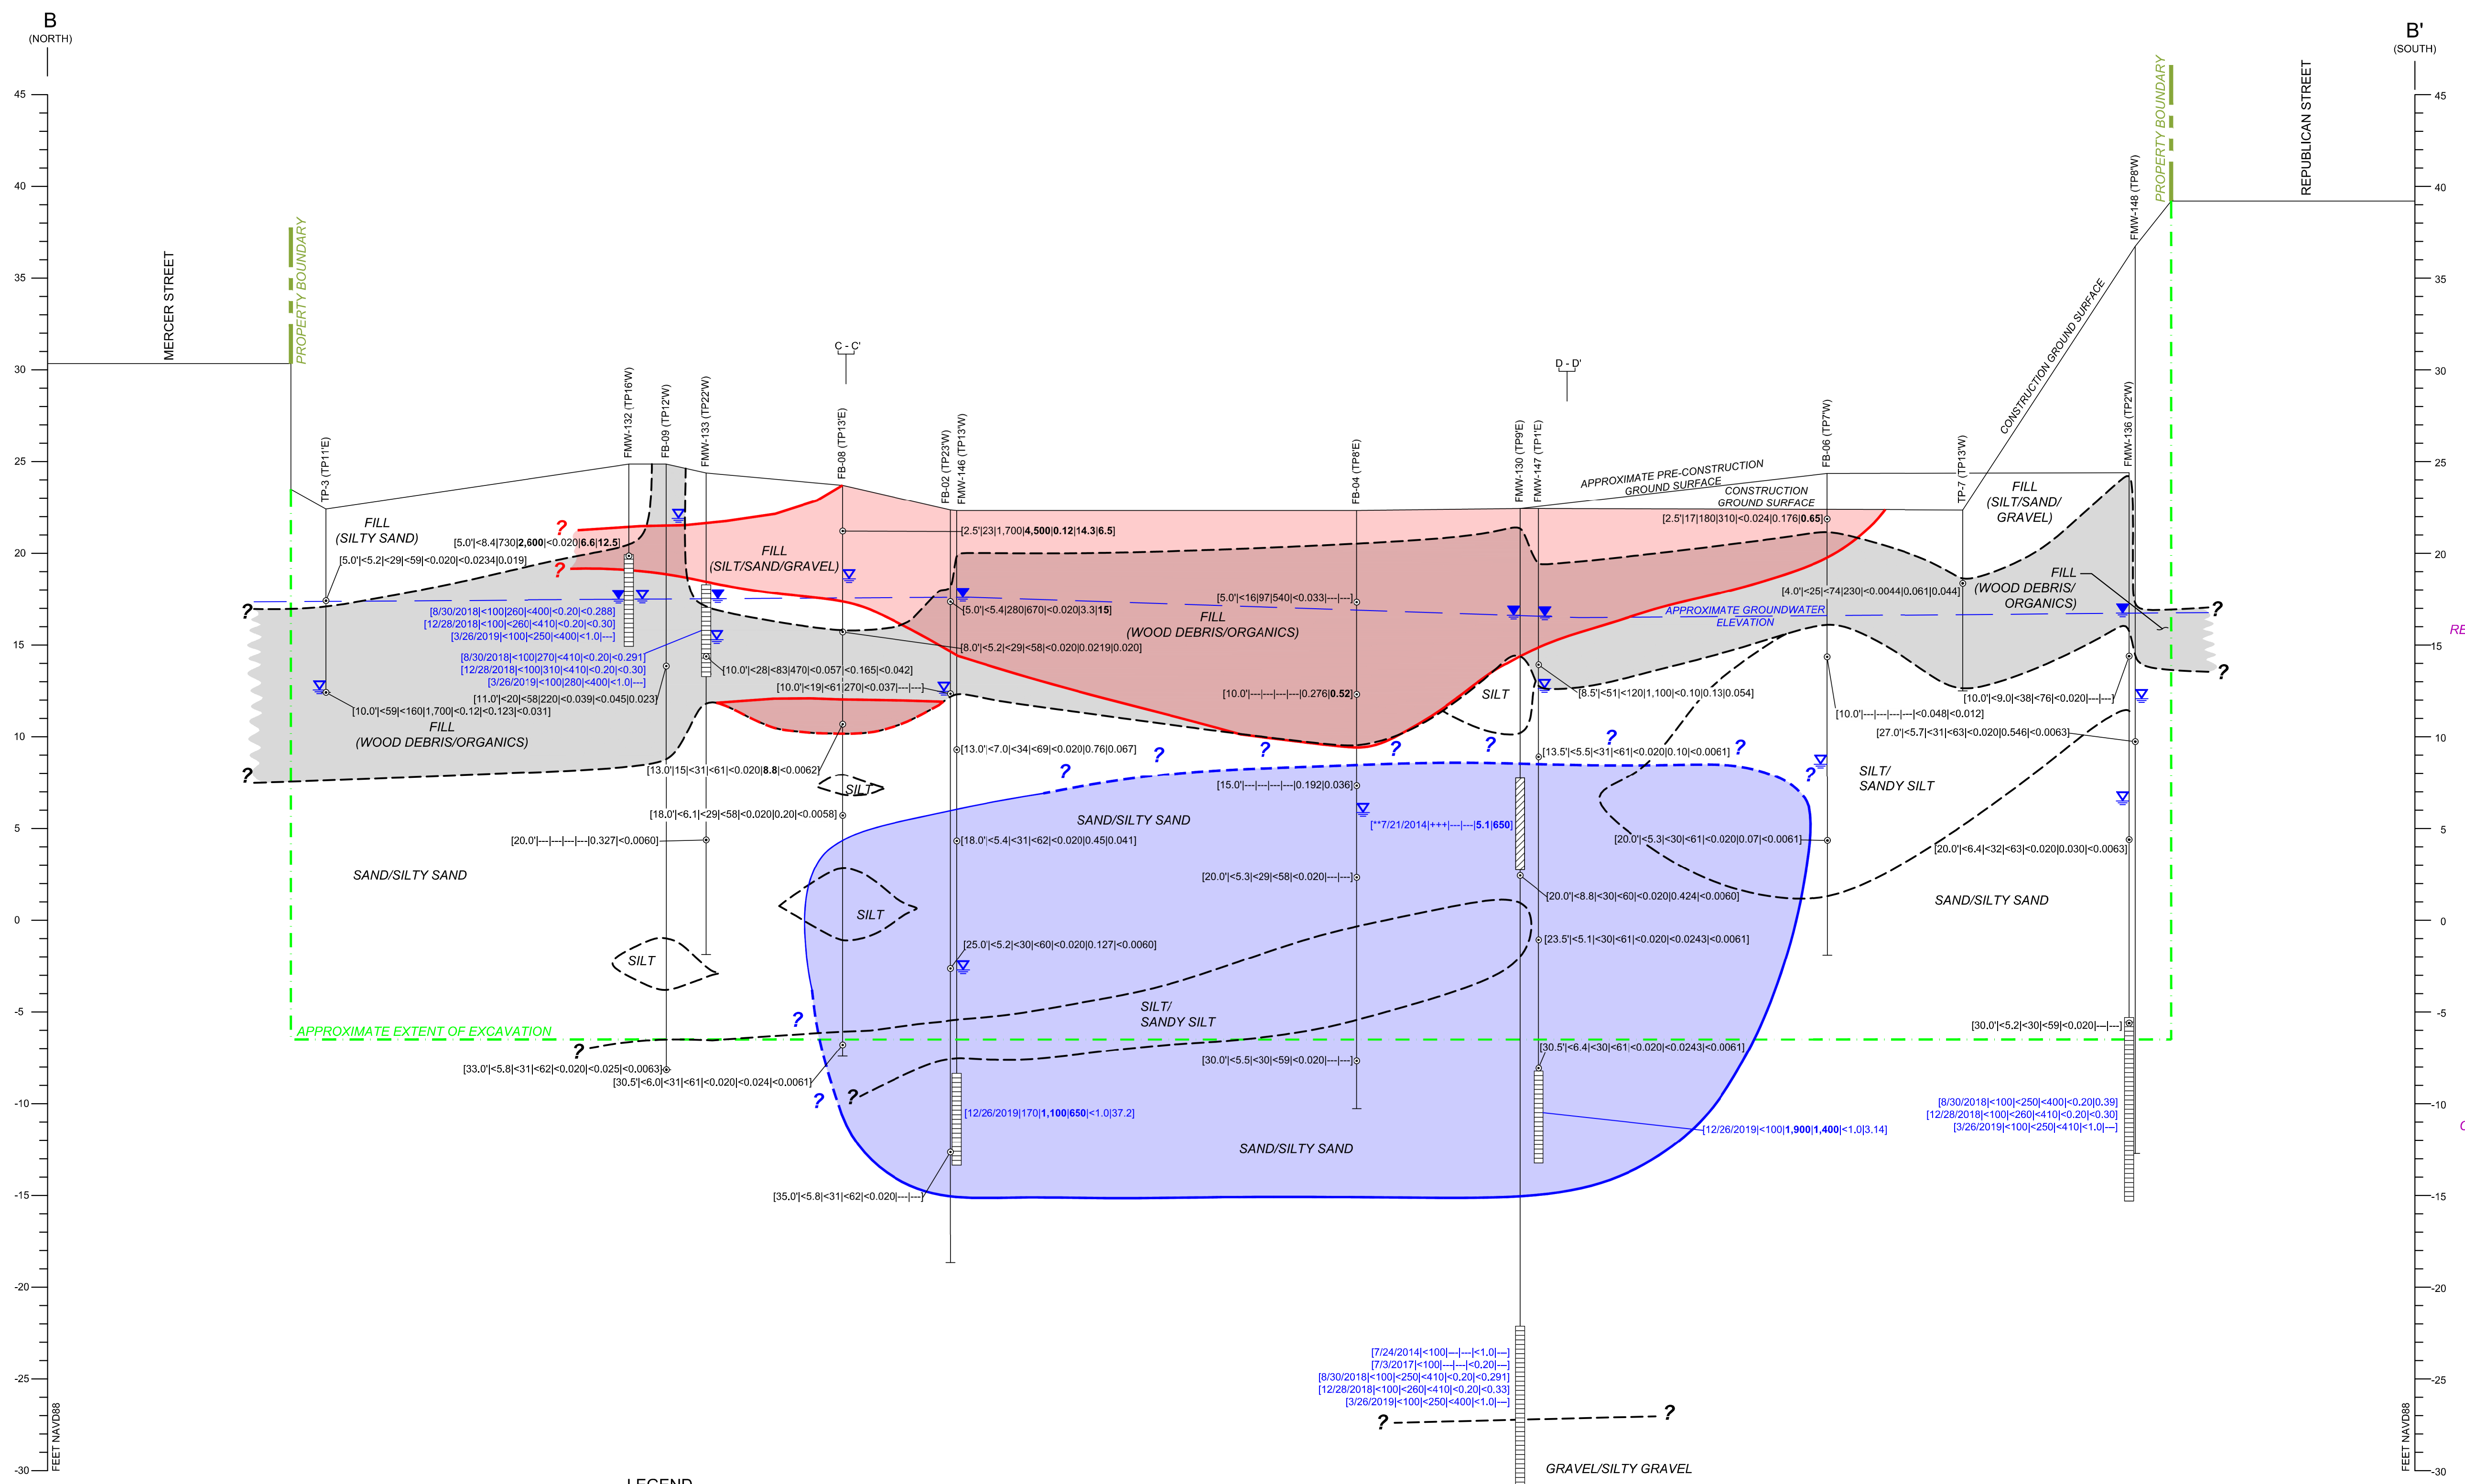 B
(NORTH)
B'
(SOUTH)
45
40
35
30
25
20
15
10
5
0
-5
-10
-15
-20
-25
-30
FEET NAVD88
45
40
35
30
25
20
15
10
5
0
-5
-10
-15
-20
-25
-30
FEET NAVD88
MERCER STREET
PROPERTY BOUNDARY
PROPERTY BOUNDARY
REPUBLICAN STREET
TP-3 (TP11'E)
FMW-132 (TP16'W)
FB-09 (TP12'W)
FMW-133 (TP22'W)
C - C'
FB-08 (TP13'E)
FB-02 (TP23'W)
FMW-146 (TP13'W)
FB-04 (TP8'E)
FMW-130 (TP9'E)
FMW-147 (TP1'E)
D - D'
FB-06 (TP7'W)
TP-7 (TP13'W)
FMW-136 (TP2'W)
FMW-148 (TP8'W)
CONSTRUCTION GROUND SURFACE
APPROXIMATE PRE-CONSTRUCTION
GROUND SURFACE
CONSTRUCTION
GROUND SURFACE
FILL
(SILTY SAND)
[5.0'|<8.4|730|2,600|<0.020|6.6|12.5]
[5.0'|<5.2|29|<59|<0.020|0.0234|0.019]
?
?
?
FILL
(SILT/SAND/GRAVEL)
[2.5'|23|1,700|4,500|0.12|14.3|6.5]
[2.5'|17|180|310|<0.024|0.176|0.65]
FILL
(SILT/SAND/
GRAVEL)
FILL
(WOOD DEBRIS/
ORGANICS)
[4.0'|<25|<74|230|<0.0044|0.061|0.044]
[5.0'|<16|97|540|<0.033|---|---]
[5.0'|<5.4|280|670|<0.020|3.3|15]
FILL
(WOOD DEBRIS/ORGANICS)
APPROXIMATE GROUNDWATER
ELEVATION
?
?
[8/30/2018|<100|260|<400|<0.20|<0.288]
[12/28/2018|<100|<260|<410|<0.20|<0.30]
[3/26/2019|<100|<250|<400|<1.0|---]
[8/30/2018|<100|270|<410|<0.20|<0.291]
[12/28/2018|<100|310|<410|<0.20|<0.30]
[3/26/2019|<100|280|<400|<1.0|---]
[11.0'|<20|<58|220|<0.039|<0.045|0.023]
[10.0'|<59|<160|1,700|<0.12|<0.123|<0.031]
[10.0'|<28|<83|470|<0.057|<0.165|<0.042]
[10.0'|<19|<61|270|<0.037|---|---]
[8.0'|<5.2|<29|<58|<0.020|0.0219|0.020]
[10.0'|---|---|---|---|0.276|0.52]
SILT
[8.5'|<51|<120|1,100|<0.10|0.13|0.054]
[10.0'|---|---|---|---|<0.048|<0.012]
[10.0'|<9.0|<38|<76|<0.020|---|---]
[27.0'|<5.7|<31|<63|<0.020|0.546|<0.0063]
FILL
(WOOD DEBRIS/ORGANICS)
?
[13.0'|15|<31|<61|<0.020|8.8|<0.0062]
[13.0'|<7.0|<34|<69|<0.020|0.76|0.067]
[13.5'|<5.5|<31|<61|<0.020|0.10|<0.0061]
? ? ? ? ? ? ? ?
SILT
[15.0'|---|---|---|---|0.192|0.036]
SILT/
SANDY SILT
[18.0'|<6.1|<29|<58|<0.020|0.20|<0.0058]
SAND/SILTY SAND
[**7/21/2014|+++|---|---|5.1|650]
[20.0'|---|---|---|---|0.327|<0.0060]
[18.0'|<5.4|<31|<62|<0.020|0.45|0.041]
[20.0'|<5.3|<30|<61|<0.020|0.07|<0.0061]
[20.0'|<6.4|<32|<63|<0.020|0.030|<0.0063]
SAND/SILTY SAND
[20.0'|<5.3|<29|<58|<0.020|---|---]
[20.0'|<8.8|<30|<60|<0.020|0.424|<0.0060]
SAND/SILTY SAND
SILT
SILT
[25.0'|<5.2|<30|<60|<0.020|0.127|<0.0060]
[23.5'|<5.1|<30|<61|<0.020|<0.0243|<0.0061]
SILT/
SANDY SILT
APPROXIMATE EXTENT OF EXCAVATION
?
?
[30.0'|<5.2|<30|<59|<0.020|---|---]
[33.0'|<5.8|<31|<62|<0.020|<0.025|<0.0063]
[30.5'|<6.0|<31|<61|<0.020|<0.024|<0.0061]
[30.0'|<5.5|<30|<59|<0.020|---|---]
[30.5'|<6.4|<30|<61|<0.020|<0.0243|<0.0061]
?
?
[12/26/2019|170|1,100|650|<1.0|37.2]
[12/26/2019|<100|1,900|1,400|<1.0|3.14]
[8/30/2018|<100|<250|<400|<0.20|0.39]
[12/28/2018|<100|<260|<410|<0.20|<0.30]
[3/26/2019|<100|<250|<410|<1.0|---]
SAND/SILTY SAND
[35.0'|<5.8|<31|<62|<0.020|---|---]
[7/24/2014|<100|---|---|<1.0|---]
[7/3/2017|<100|---|---|<0.20|---]
[8/30/2018|<100|<250|<410|<0.20|<0.291]
[12/28/2018|<100|<260|<410|<0.20|<0.33]
[3/26/2019|<100|<250|<400|<1.0|---]
?
?
GRAVEL/SILTY GRAVEL
LEGEND
RE